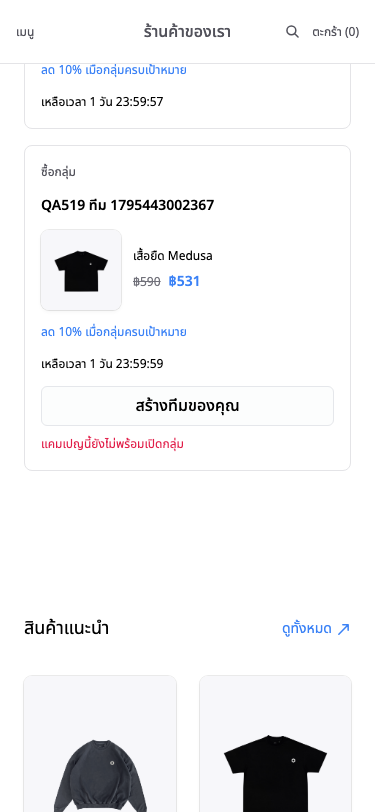 เมนู
ร้านค้าของเรา
ตะกร้า (0)
ลด 10% เมื่อกลุ่มครบเป้าหมาย
เหลือเวลา 1 วัน 23:59:57
ซื้อกลุ่ม
QA519 ทีม 1795443002367
เสื้อยืด Medusa
฿590 ฿531
ลด 10% เมื่อกลุ่มครบเป้าหมาย
เหลือเวลา 1 วัน 23:59:59
สร้างทีมของคุณ
แคมเปญนี้ยังไม่พร้อมเปิดกลุ่ม
สินค้าแนะนำ
ดูทั้งหมด